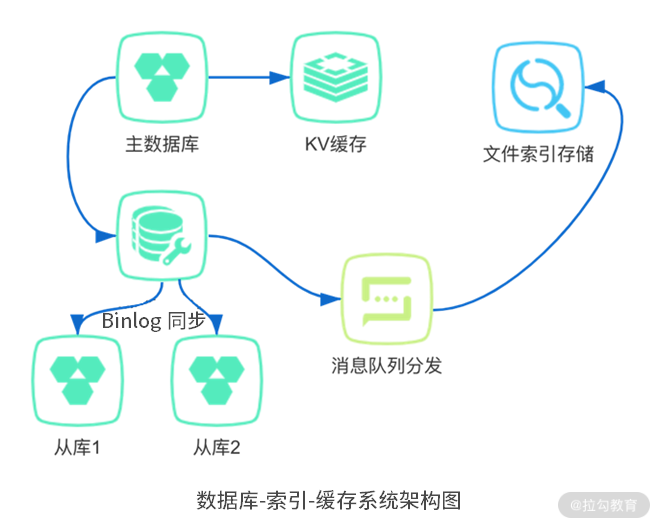 主数据库
KV缓存
文件索引存储
Binlog 同步
消息队列分发
从库1
从库2
数据库-索引-缓存系统架构图
@拉勾教育